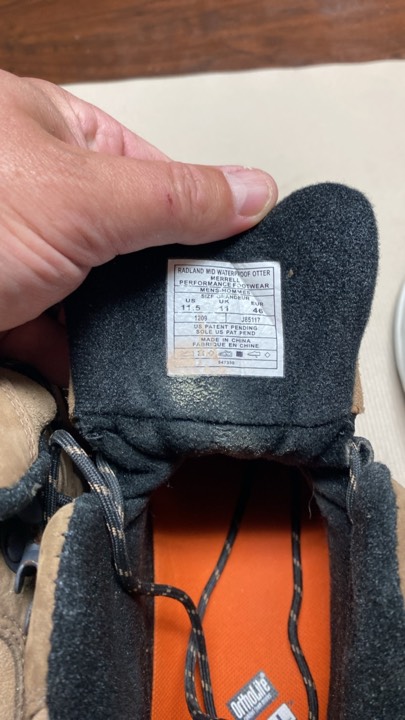 RADLAND MID WATERPROOF OTTER
MERRELL
PERFORMANCE FOOTWEAR
MENS-HOMMES
SIZE / GRANDEUR
US UK EUR
11.5 11 46
1209 J85117
US PATENT PENDING
SOLE US PAT PEND
MADE IN CHINA
FABRIQUE EN CHINE
OrthoLite